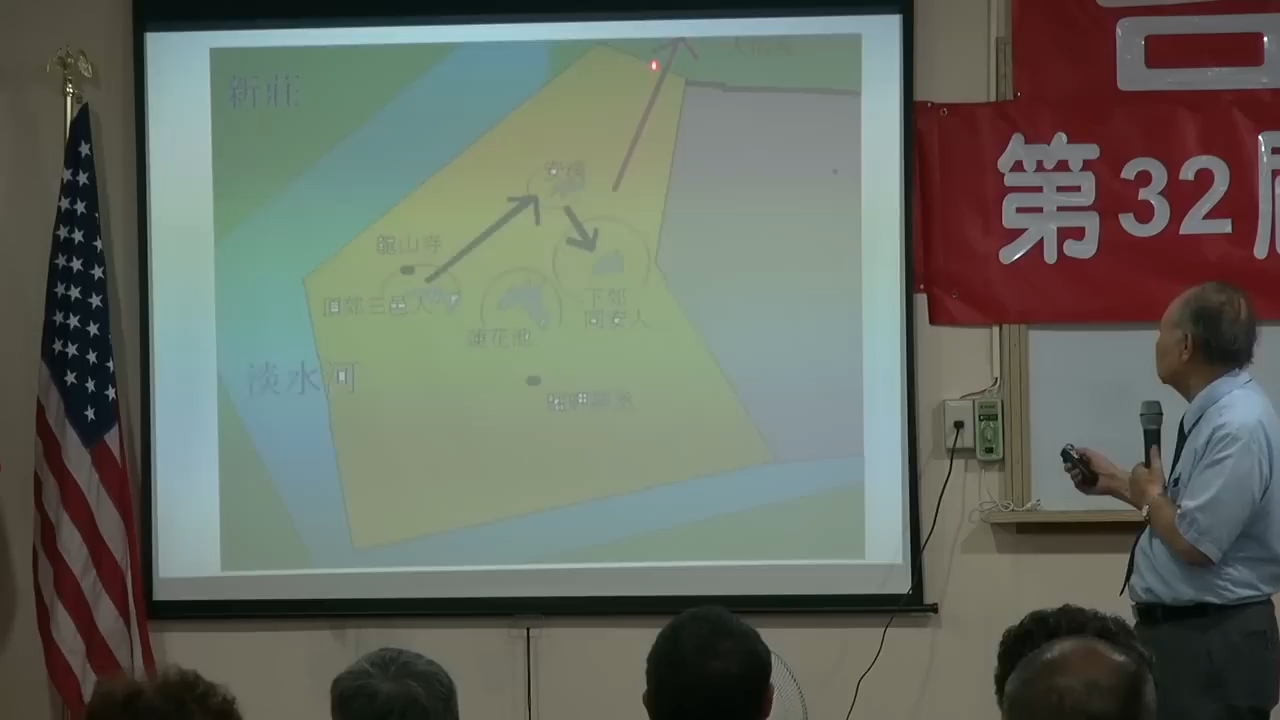 新莊
第32屆
龍山寺
頂郊三邑人
下郊
同安人
蓮花池
淡水河